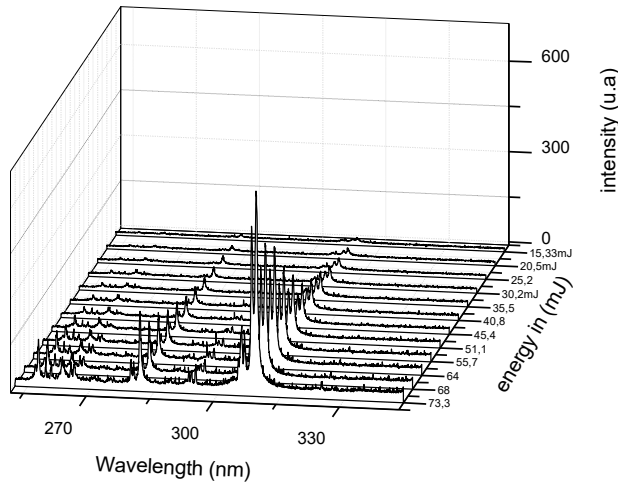 600
intensity (u.a)
300
0
15,33mJ
20,5mJ
25,2
30,2mJ
35,5
40,8
45,4
51,1
55,7
64
68
73,3
energy in (mJ)
270
300
330
Wavelength (nm)